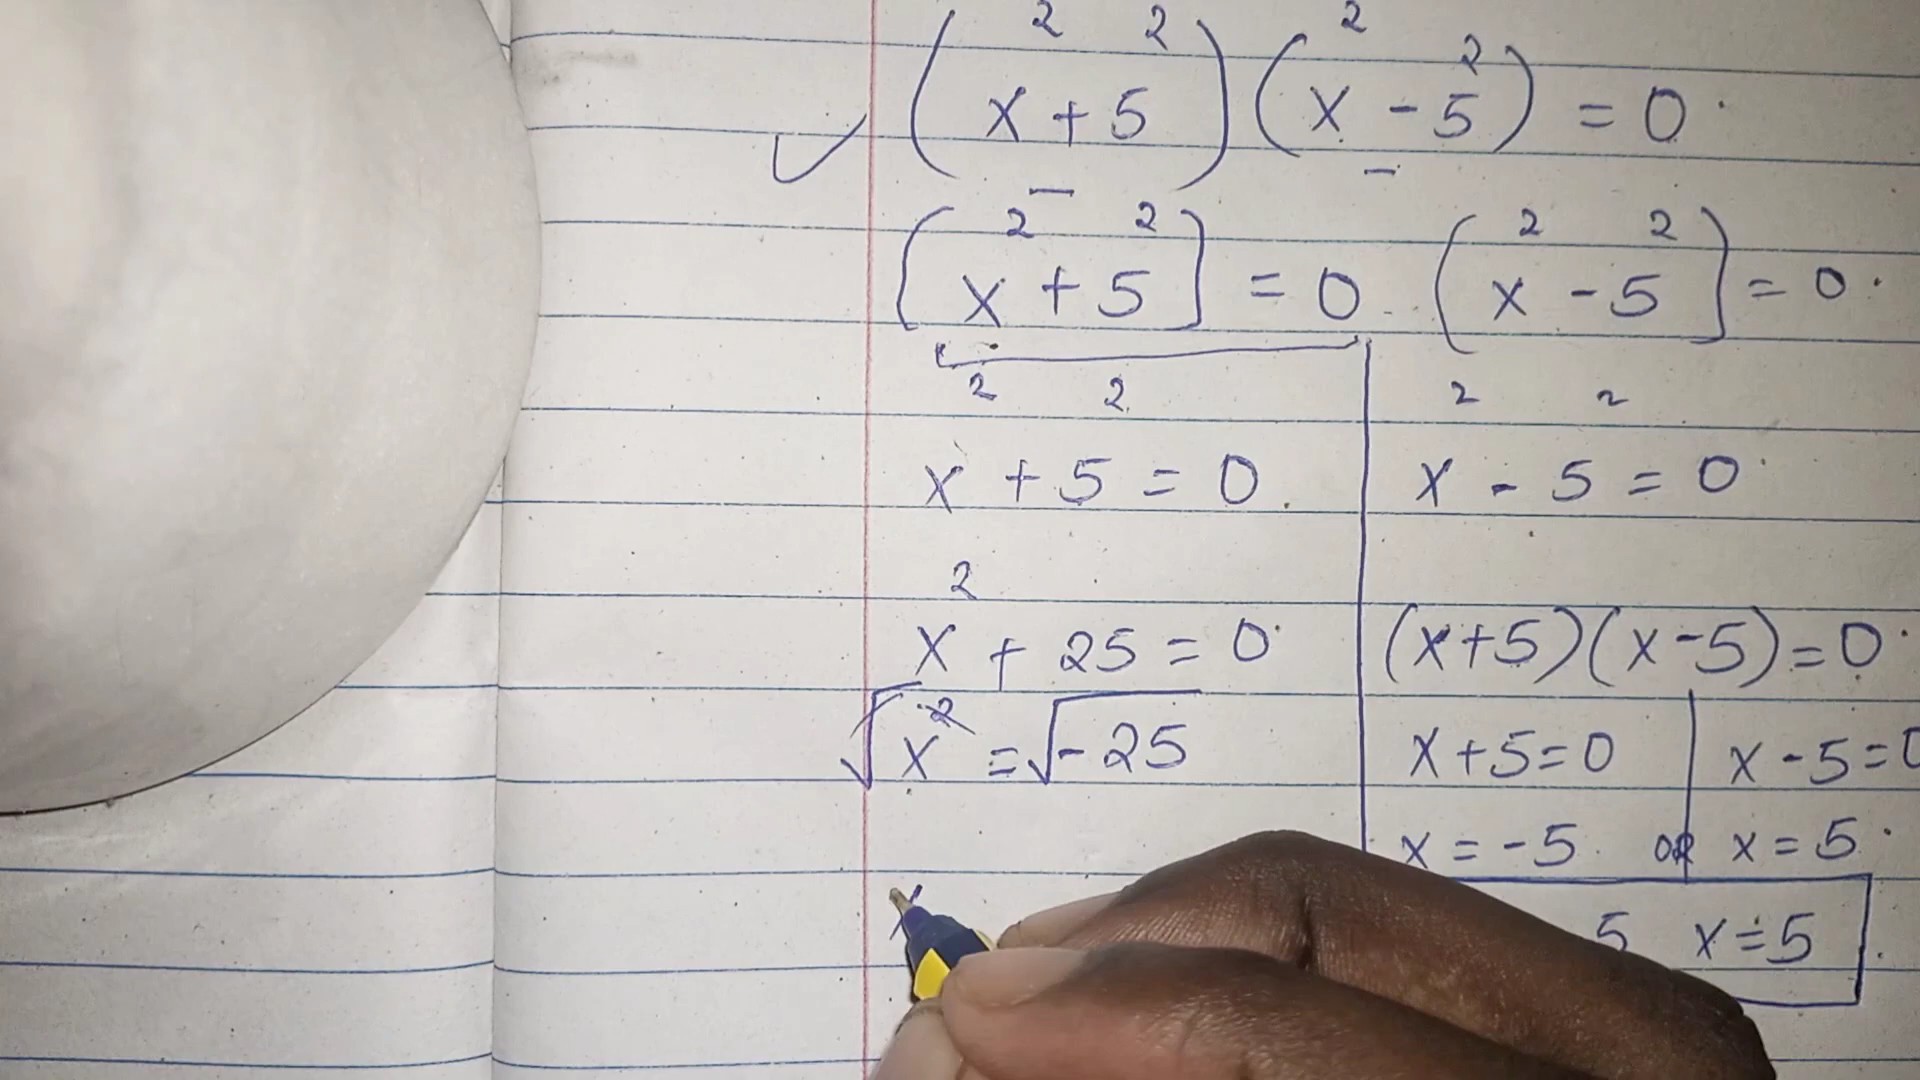 (x² + 5²)(x² - 5²) = 0
[x² + 5²] = 0 (x² - 5²] = 0
x² + 5² = 0 x² - 5² = 0
x² + 25 = 0 (x+5)(x-5) = 0
√x² = √-25 x+5=0 x-5=0
x = -5 OR x = 5
x 5 x = 5